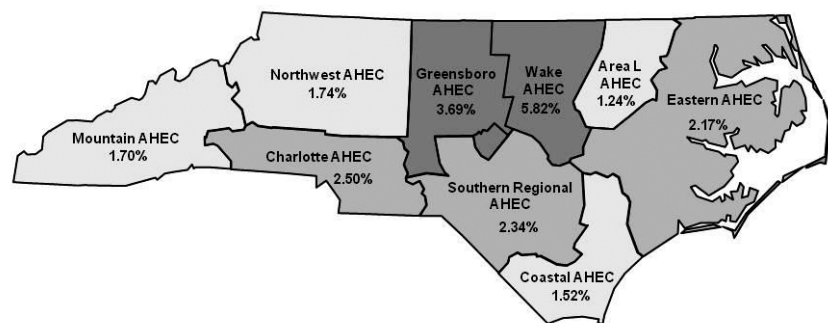 Northwest AHEC
1.74%
Greensboro
AHEC
3.69%
Wake
AHEC
5.82%
Area L
AHEC
1.24%
Eastern AHEC
2.17%
Mountain AHEC
1.70%
Charlotte AHEC
2.50%
Southern Regional
AHEC
2.34%
Coastal AHEC
1.52%